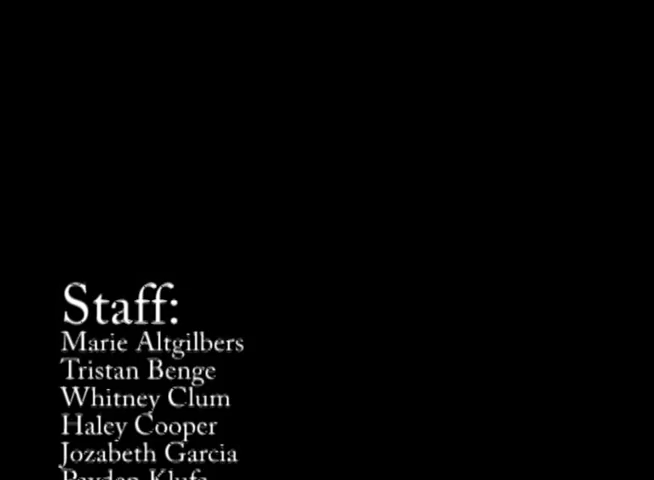 Staff:
Marie Altgilbers
Tristan Benge
Whitney Clum
Haley Cooper
Jozabeth Garcia